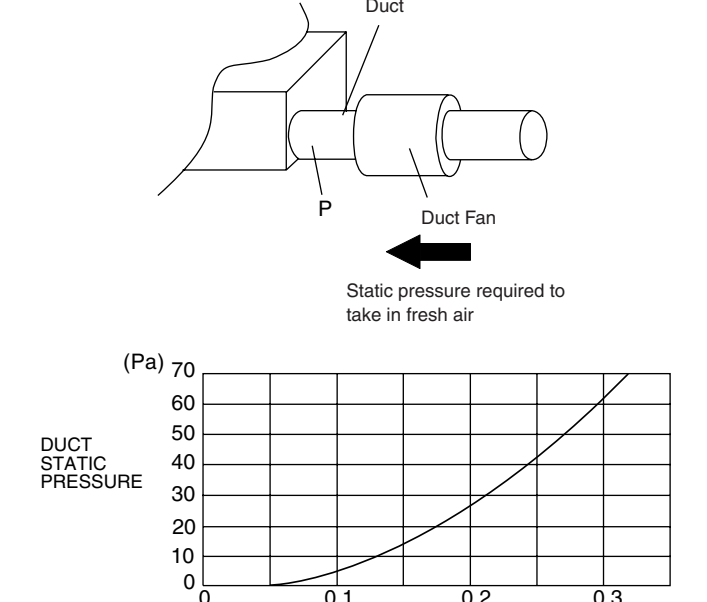 Duct
P
Duct Fan
Static pressure required to
take in fresh air
(Pa)
70
60
50
40
30
20
10
0
DUCT
STATIC
PRESSURE
0 0.1 0.2 0.3